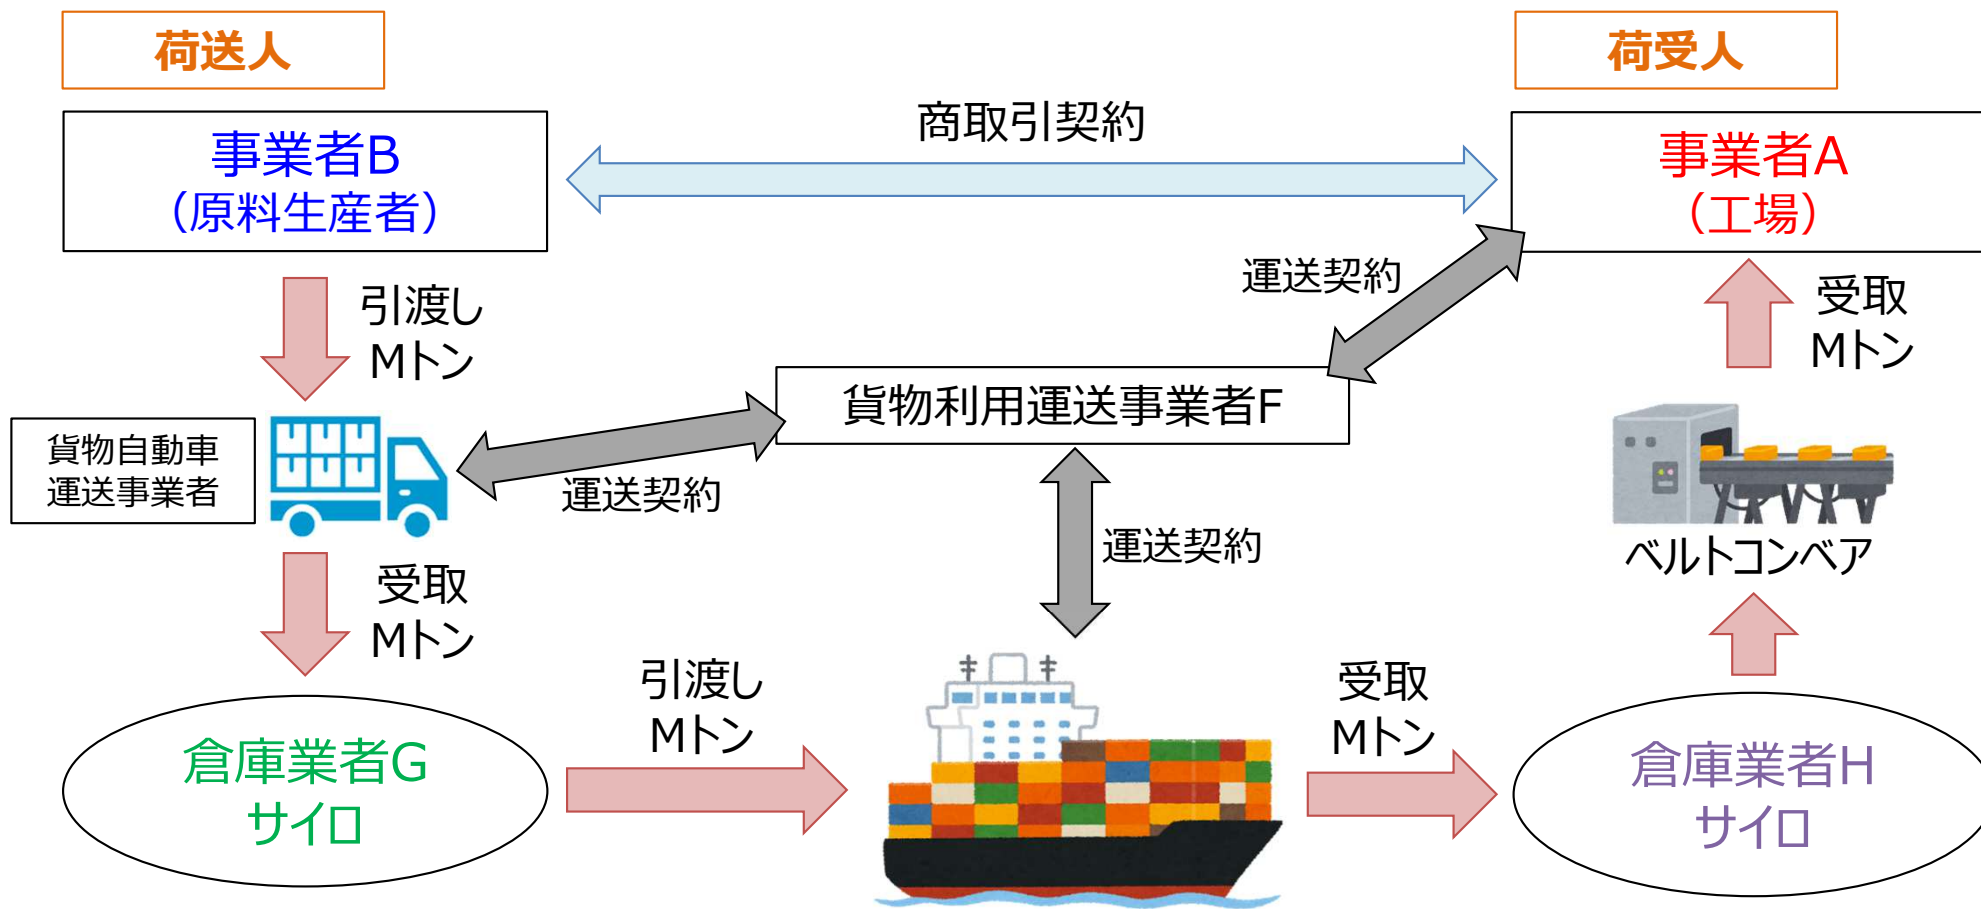 荷送人
荷受人
事業者B
（原料生産者）
商取引契約
事業者A
（工場）
引渡し
Mトン
運送契約
受取
Mトン
貨物利用運送事業者F
貨物自動車
運送事業者
運送契約
運送契約
ベルトコンベア
受取
Mトン
引渡し
Mトン
受取
Mトン
倉庫業者G
サイロ
倉庫業者H
サイロ